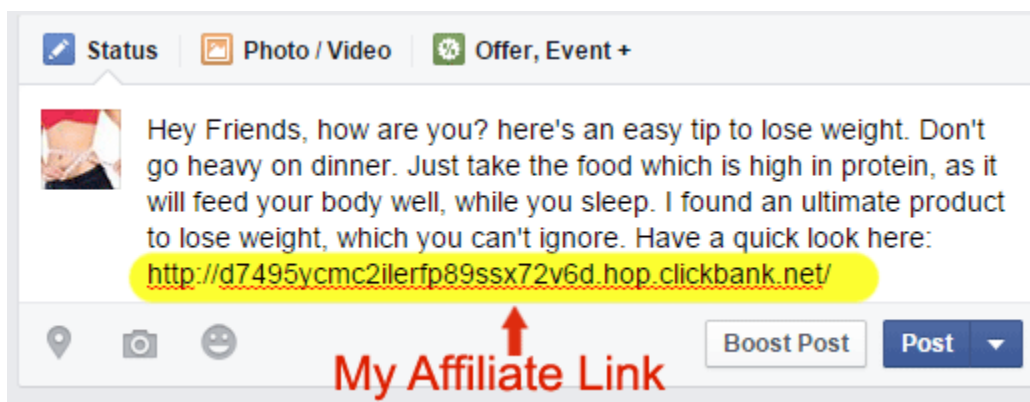 Status Photo / Video Offer, Event +
Hey Friends, how are you? here's an easy tip to lose weight. Don't
go heavy on dinner. Just take the food which is high in protein, as it
will feed your body well, while you sleep. I found an ultimate product
to lose weight, which you can't ignore. Have a quick look here:
http://d7495ycmc2ilerfp89ssx72v6d.hop.clickbank.net/
Boost Post Post
My Affiliate Link